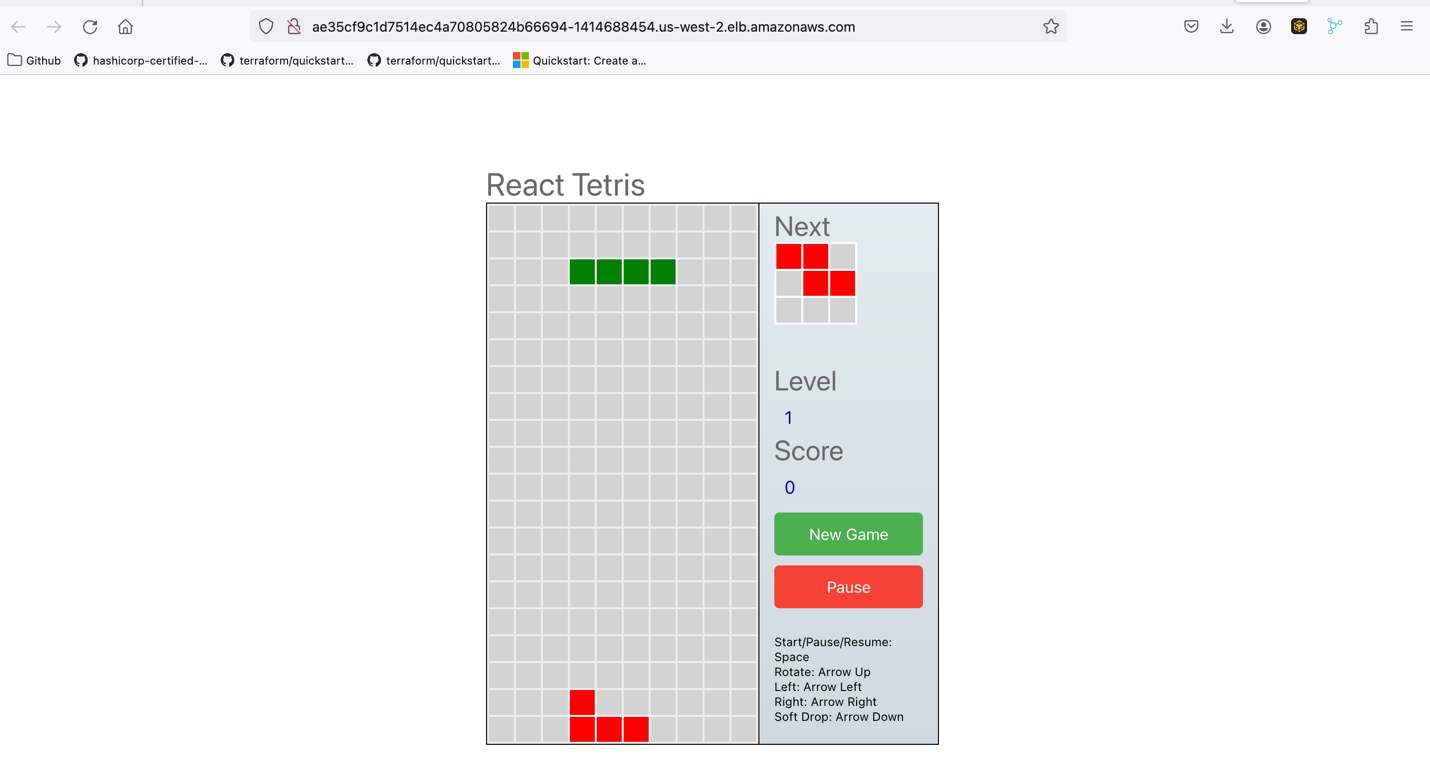 ae35cf9c1d7514ec4a70805824b66694-1414688454.us-west-2.elb.amazonaws.com
Github hashicorp-certified-... terraform/quickstart... terraform/quickstart... Quickstart: Create a...
React Tetris
Next
Level
1
Score
0
New Game
Pause
Start/Pause/Resume:
Space
Rotate: Arrow Up
Left: Arrow Left
Right: Arrow Right
Soft Drop: Arrow Down